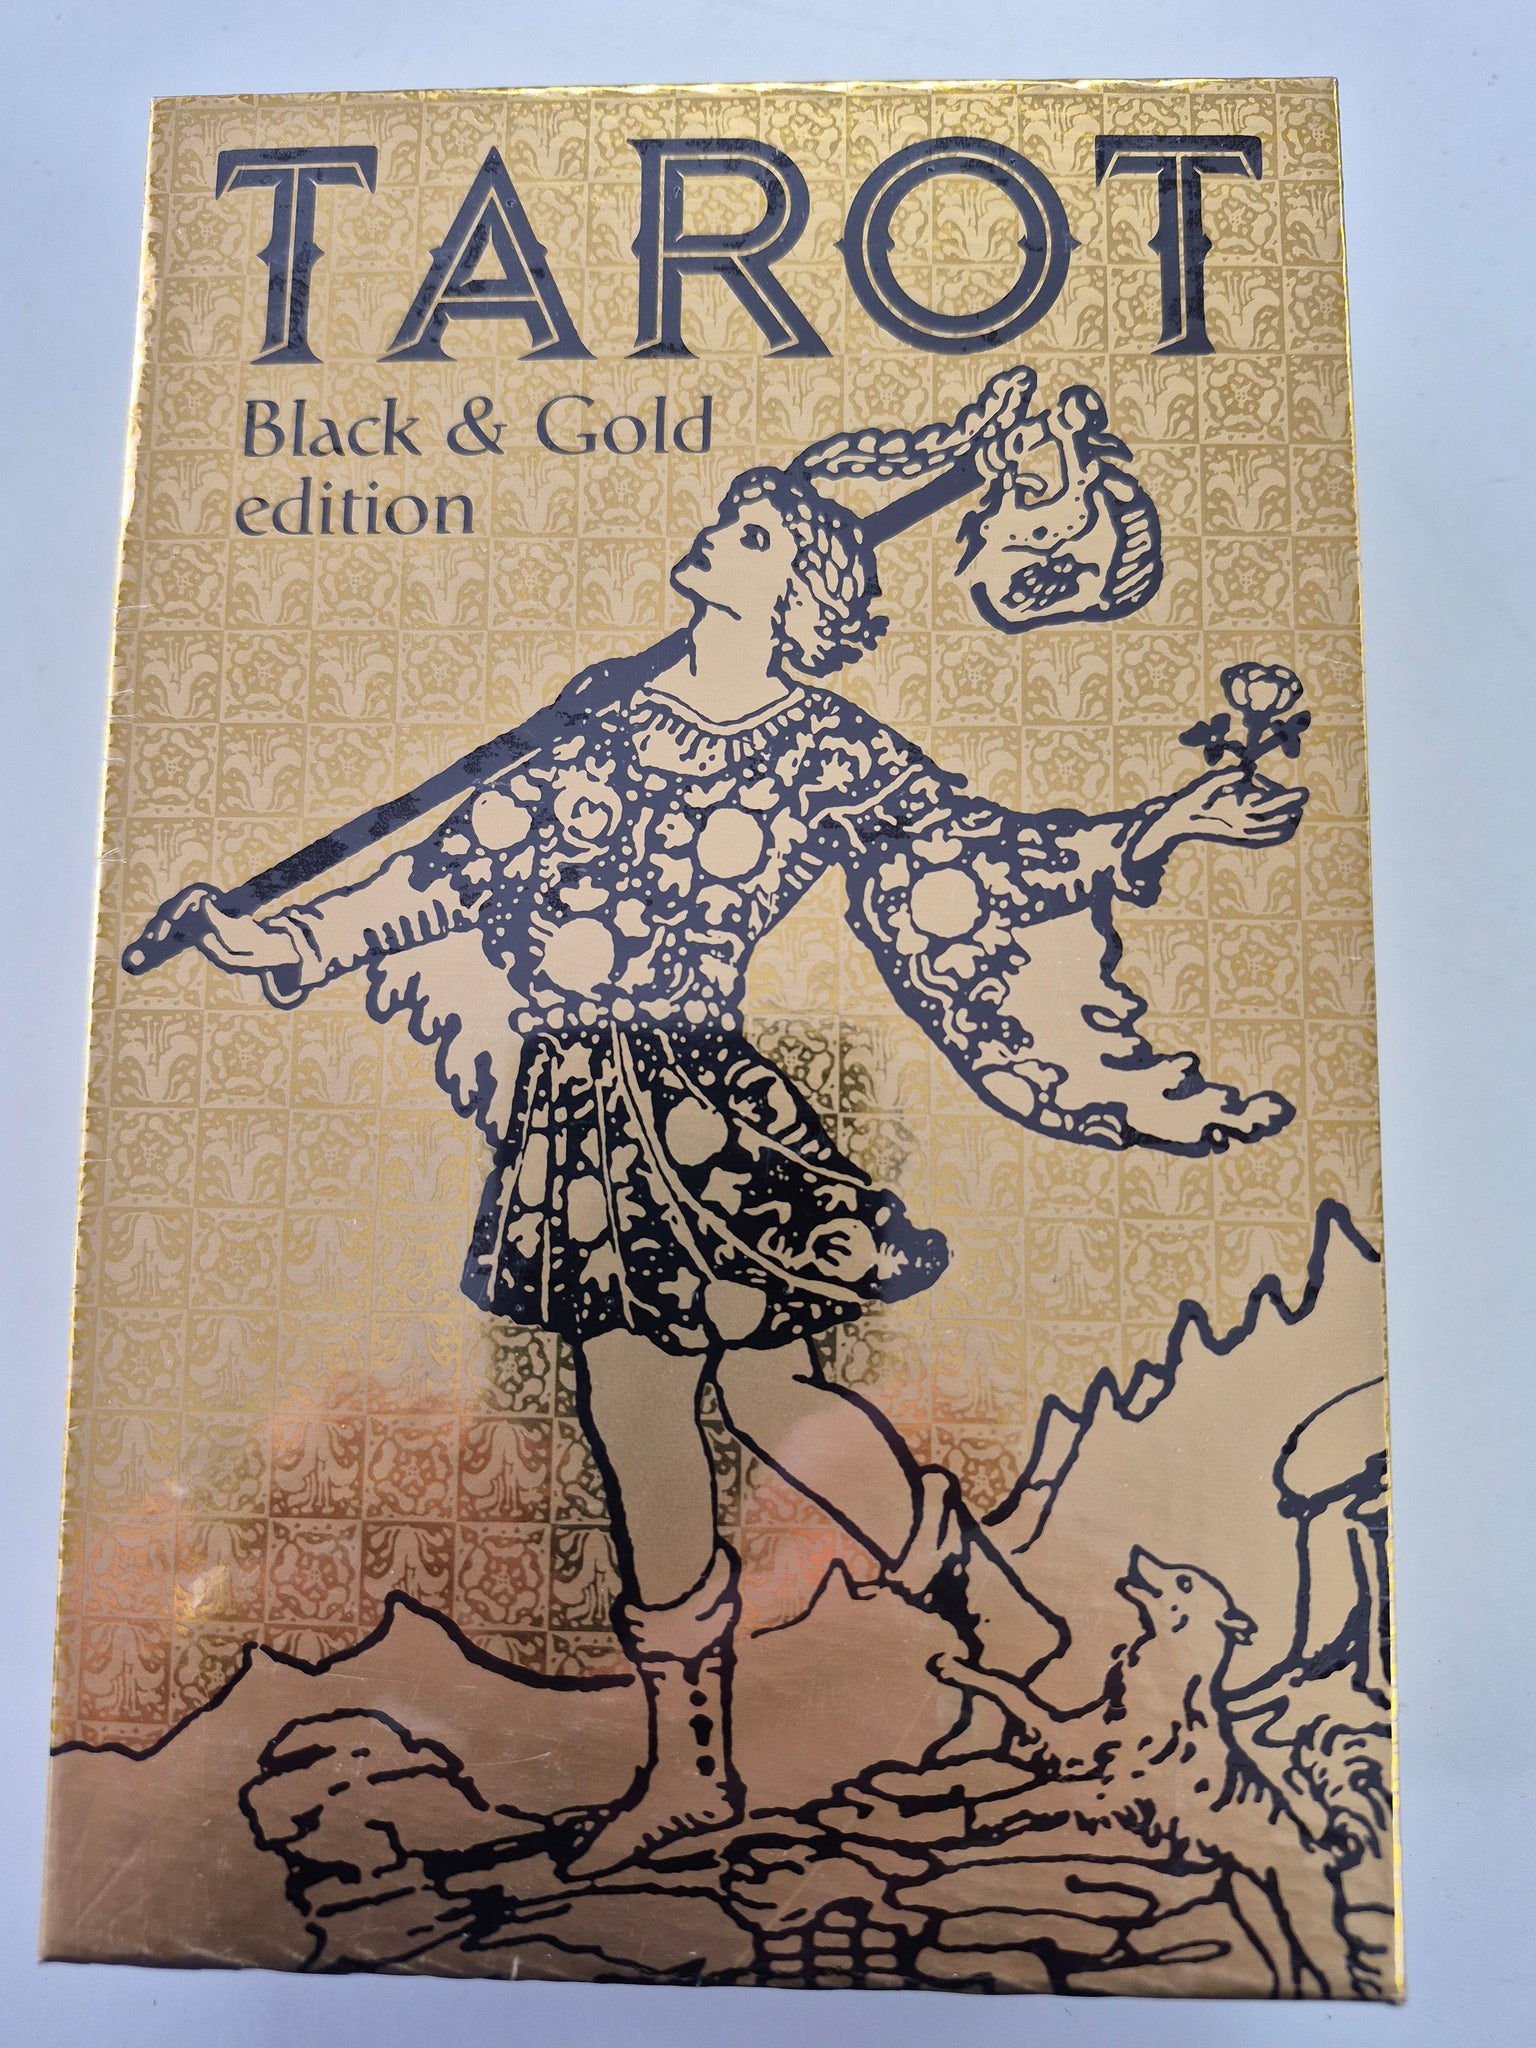 TAROT
Black & Gold
edition